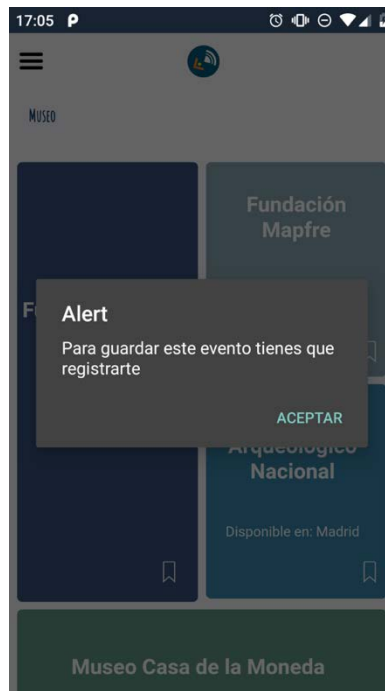 17:05
Museo
Fundación
Mapfre
Alert
Para guardar este evento tienes que
registrarte
ACEPTAR
Arqueológico
Nacional
Disponible en: Madrid
Museo Casa de la Moneda